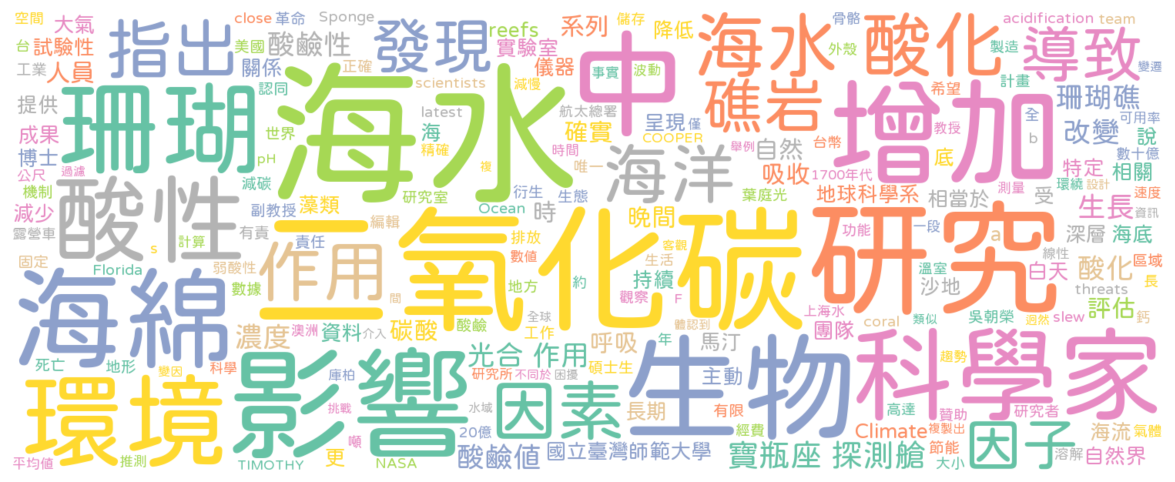 空間 大氣 close 革命 Sponge 骨骼 acidification team
台 試驗性 指出 美國 酸鹼性 發現 reefs 系列 儲存 降低 海水 酸化 外殼 製造 導致
工業 人員 關係 正確 實驗室 儀器 事實 波動 中 計畫 變遷
提供 珊瑚 認同 海水 scientists 減慢 航太總署 礁岩 希望 增加 珊瑚礁
成果 世界 latest 確實 呈現 僅 COOPER 教授 全 可用率
博士 pH 海 精確 時間 舉例 自然 台幣 底 b 改變 說
公尺 過濾 減碳 研究室 複 唯一 海洋 吸收 1700年代 特定 數十億 相關
機制 酸性 衍生 生態 葉庭光 地球科學系 環繞 測量 設計 速度
減少 副教授 藻類 Ocean 時 相當於 受 生長 資訊
露營車 有責 責任 編輯 晚間 客觀 功能 一段 a 深層 海底
s 計算 作用 二氧化碳 排放 研究 線性
固定 Florida 弱酸性 數值 生活 溫室 白天 酸化 區域
海綿 數據 地方 約 持續 沙地 threats 長
間 觀察 F 上海水 評估
濃度 澳洲 資料 碳酸 酸鹼 全球 工作 體認到 團隊 類似 吳朝榮 slew 鈣
死亡 地形 變因 科學 影響 介入 呼吸 馬汀 年 coral 趨勢 迥然
環境 庫柏 光合 作用 研究所 不同於 困擾 碩士生 生物 主動 科學家
挑戰 水域 因素 長期 有限 高達 贊助 研究者 因子
噸 20億 經費 Climate 複製出 海流 氣體
平均值 推測 TIMOTHY NASA 更 酸鹼值 國立臺灣師範大學 寶瓶座 探測艙 節能 大小 溶解 自然界